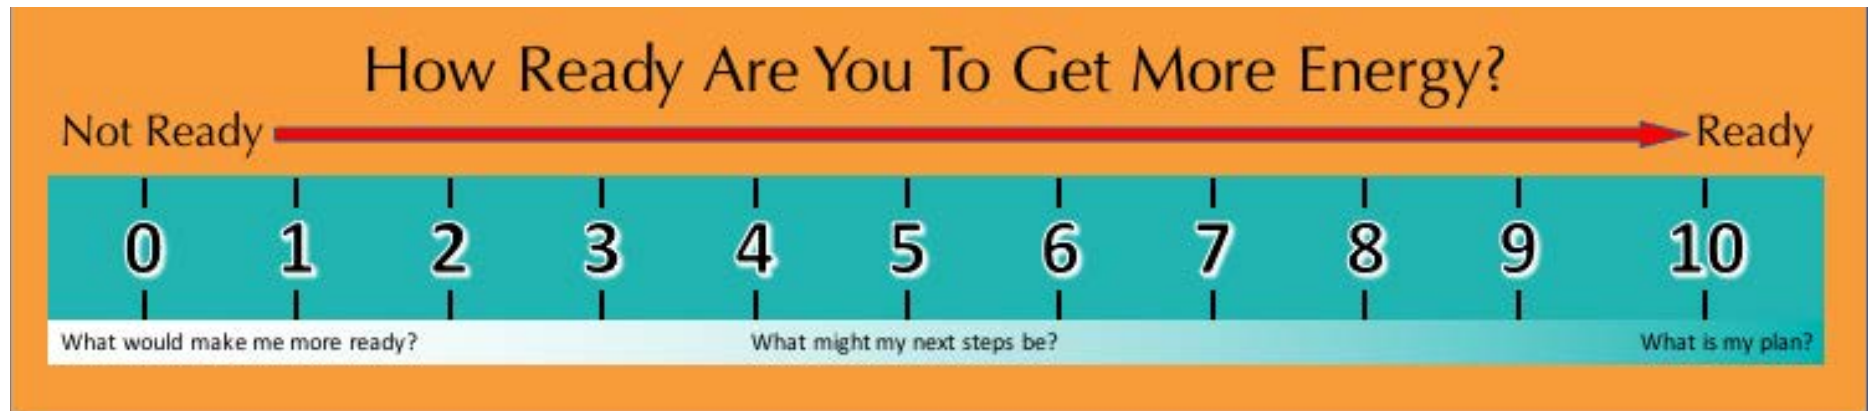 How Ready Are You To Get More Energy?
Not Ready Ready
0 1 2 3 4 5 6 7 8 9 10
What would make me more ready? What might my next steps be? What is my plan?